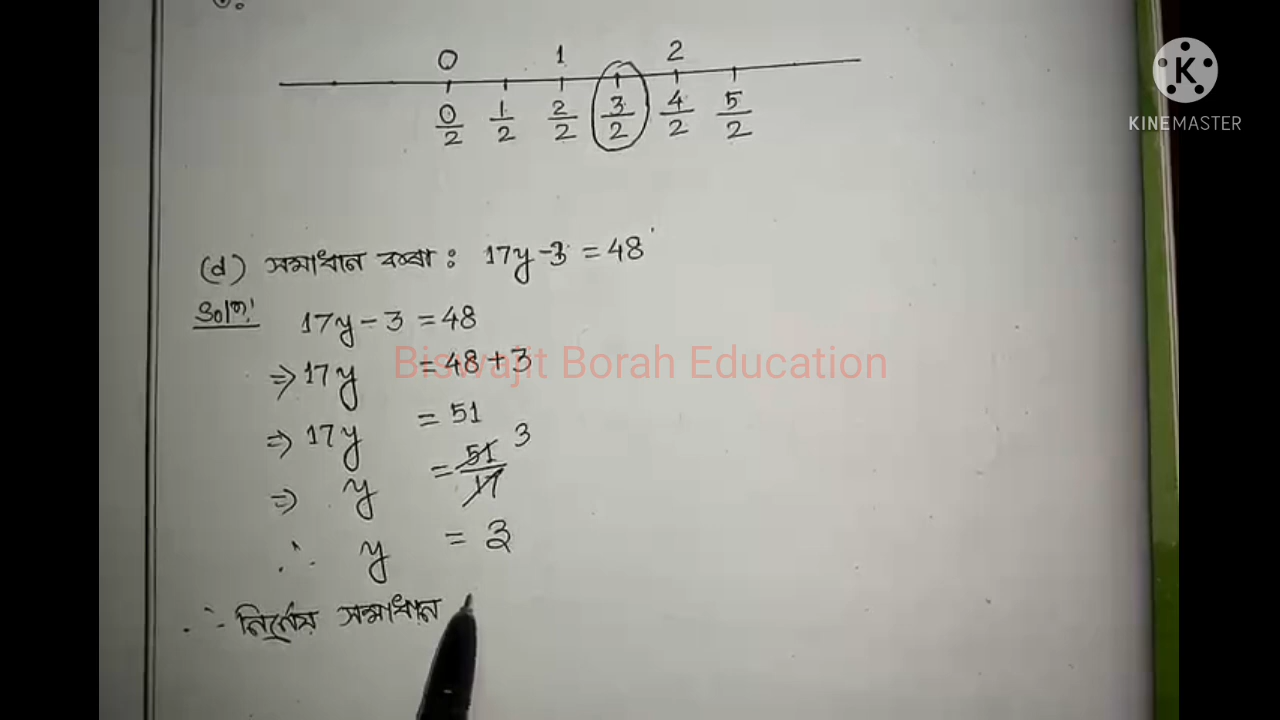 0 1 2
0/2 1/2 2/2 3/2 4/2 5/2
K
KINEMASTER
(d) সমাধান কৰা : 17y - 3 = 48
Soln:
17y - 3 = 48
⇒ 17y = 48 + 3
Biswajit Borah Education
⇒ 17y = 51
⇒ y = 51/17 3
∴ y = 3
∴ নিৰ্ণেয় সমাধান